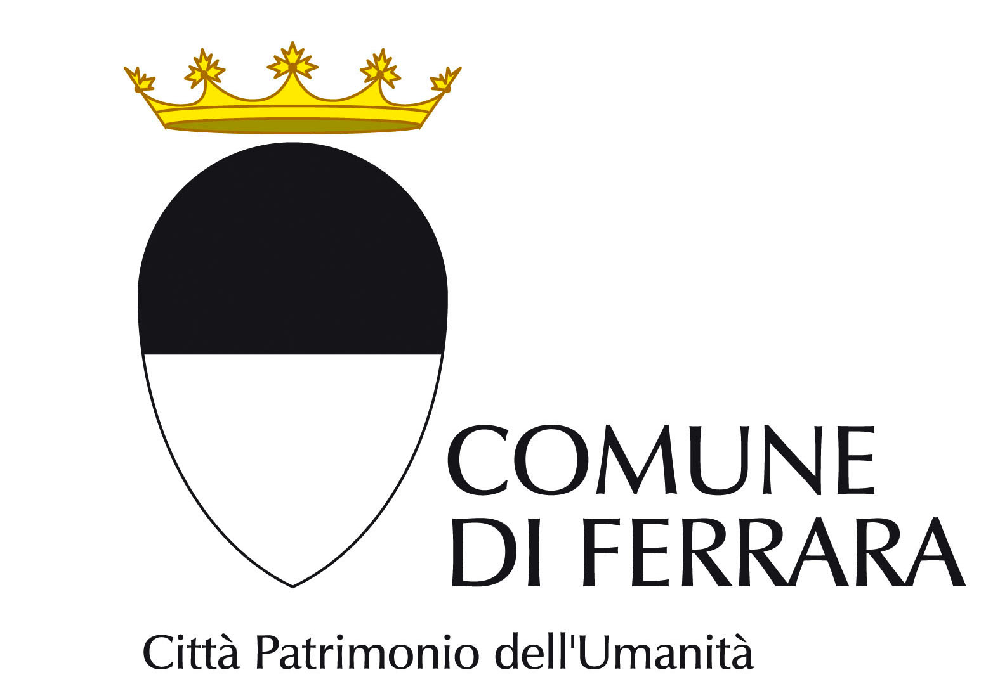 COMUNE
DI FERRARA
Città Patrimonio dell'Umanità